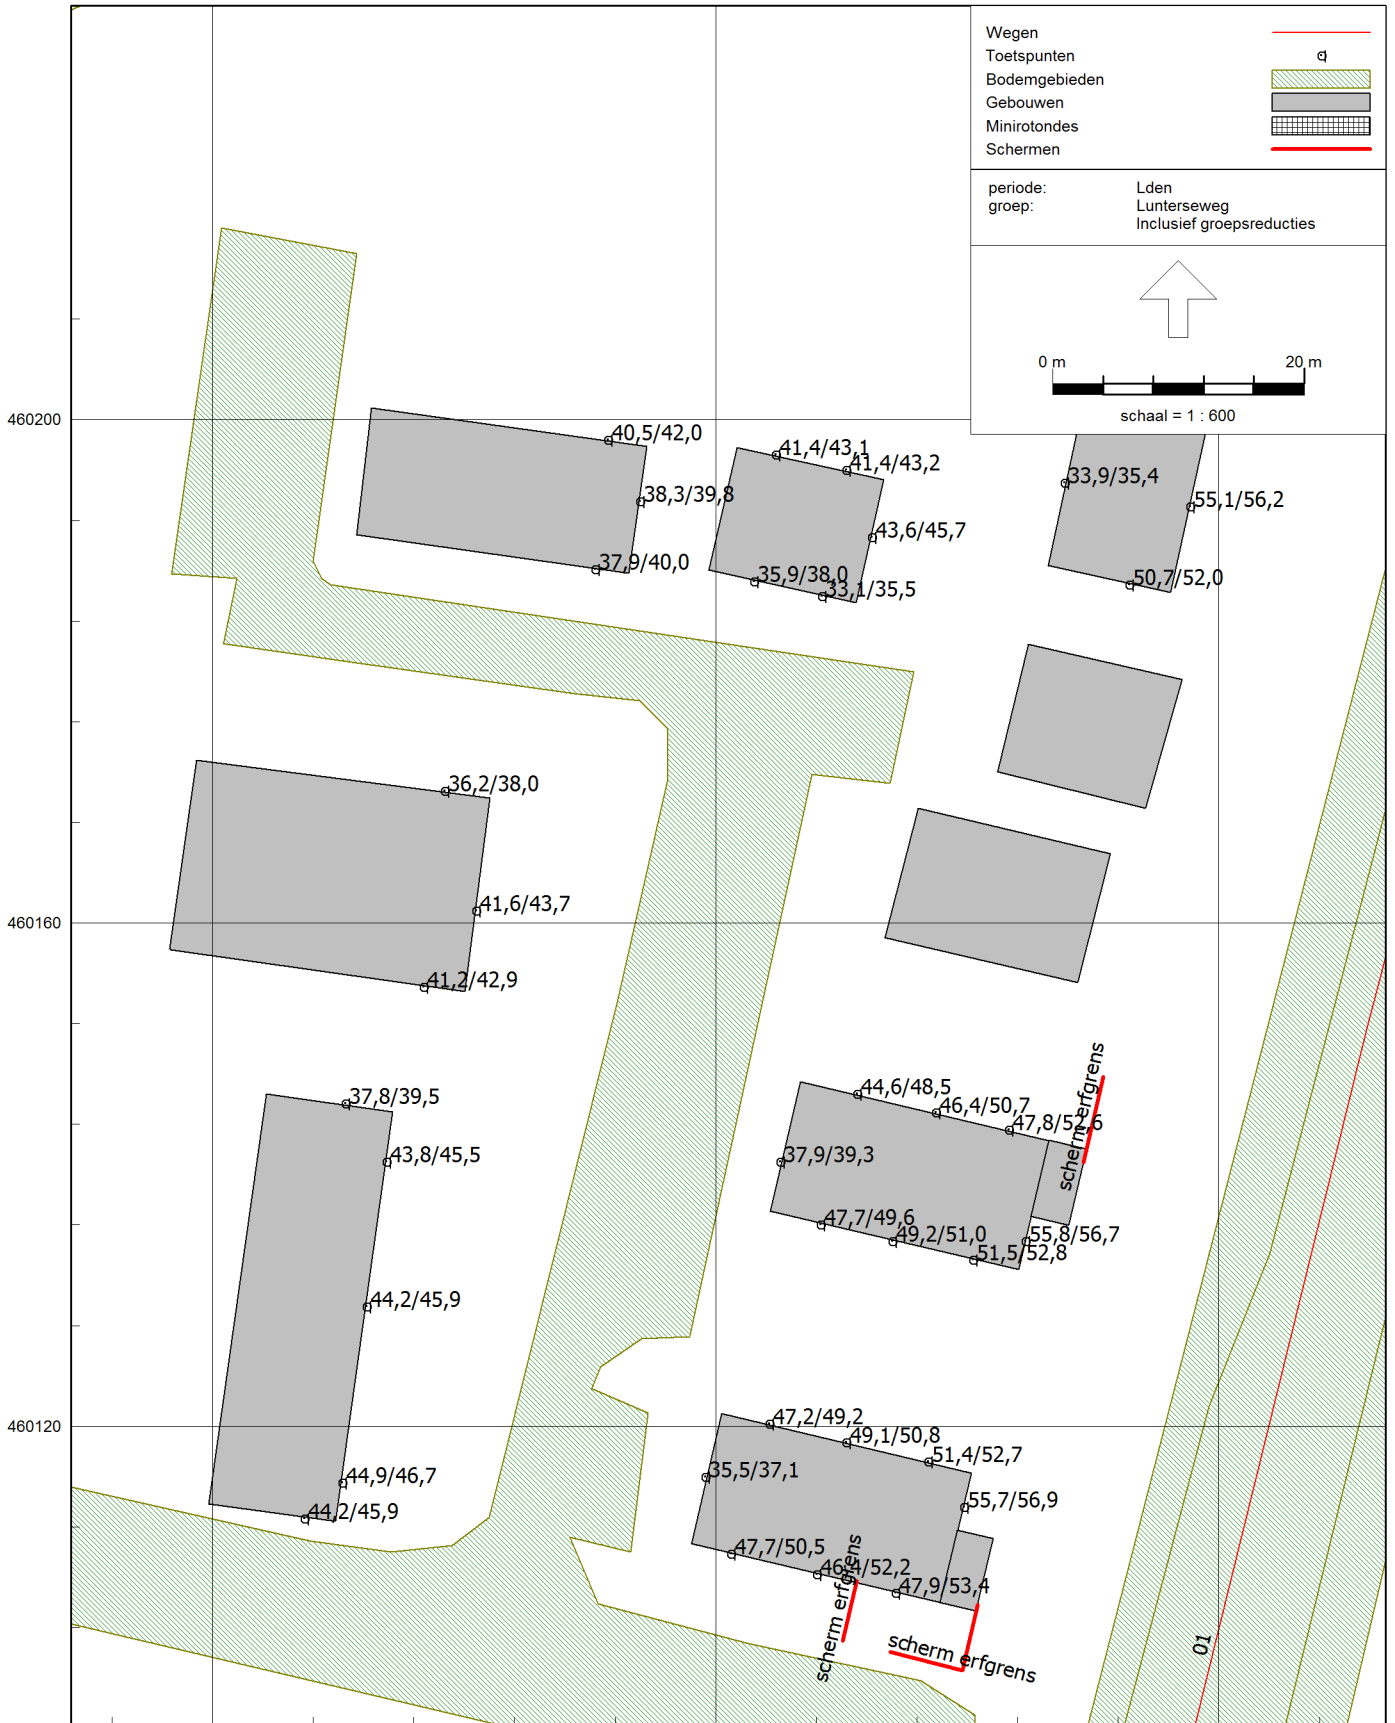 Wegen
Toetspunten
Bodemgebieden
Gebouwen
Minirotondes
Schermen
periode: Lden
groep: Lunterseweg
Inclusief groepsreducties
0 m 20 m
schaal = 1 : 600
460200
40,5/42,0
41,4/43,1
41,4/43,2
38,3/39,8
33,9/35,4
55,1/56,2
43,6/45,7
37,9/40,0
35,9/38,0
33,1/35,5
50,7/52,0
36,2/38,0
460160
41,6/43,7
41,2/42,9
37,8/39,5
44,6/48,5
46,4/50,7
47,8/52,6
scherm erfgrens
43,8/45,5
37,9/39,3
47,7/49,6
49,2/51,0
51,5/52,8
55,8/56,7
44,2/45,9
460120
47,2/49,2
49,1/50,8
51,4/52,7
35,5/37,1
44,9/46,7
55,7/56,9
44,2/45,9
47,7/50,5
46,4/52,2
47,9/53,4
scherm erfgrens
scherm erfgrens
01